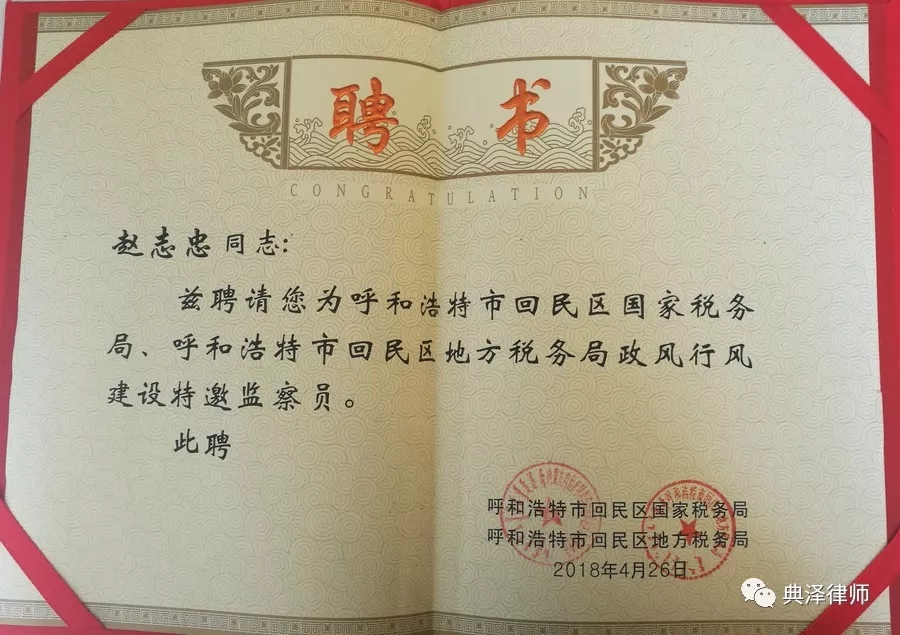 聘 书
CONGRATULATION
赵志忠同志:
兹聘请您为呼和浩特市回民区国家税务
局、呼和浩特市回民区地方税务局政风行风
建设特邀监察员。
此聘
呼和浩特市回民区国家税务局
呼和浩特市回民区地方税务局
2018年4月26日
典泽律师